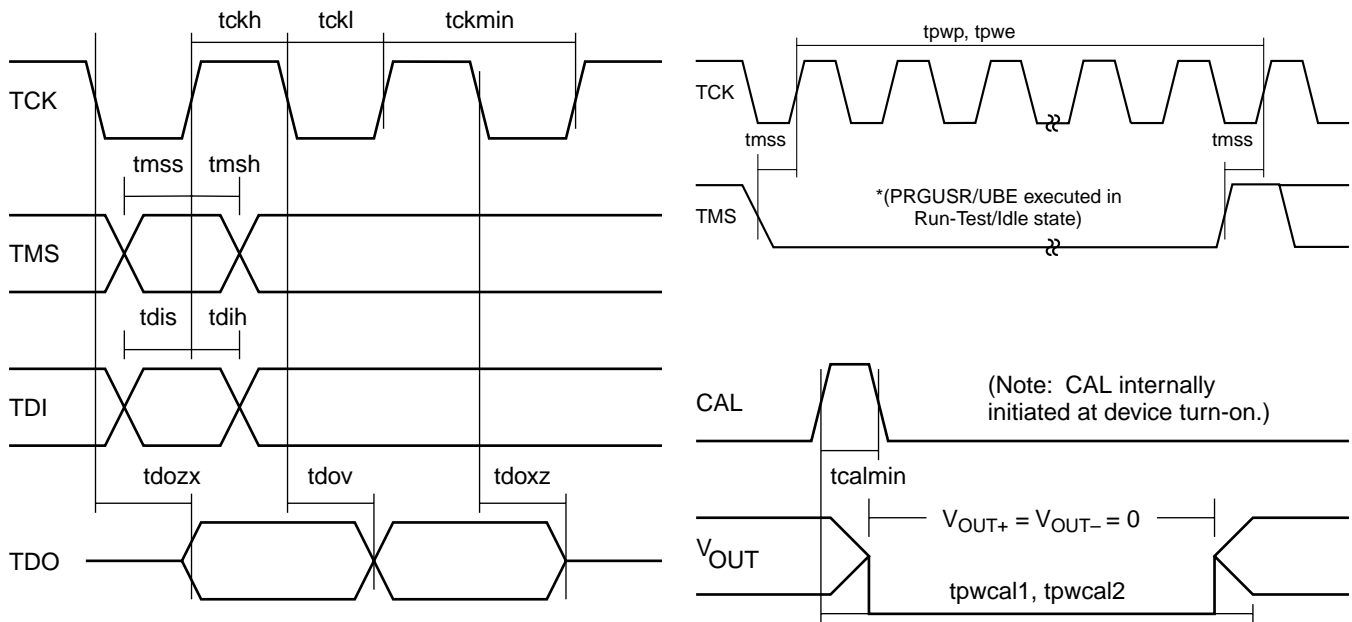 tckh
tckl
tckmin
TCK
tmss
tmsh
TMS
tdis
tdih
TDI
tdozx
tdov
tdoxz
TDO
tpwp, tpwe
TCK
tmss
tmss
TMS
*(PRGUSR/UBE executed in
Run-Test/Idle state)
CAL
(Note: CAL internally
initiated at device turn-on.)
tcalmin
VOUT+ = VOUT– = 0
VOUT
tpwcal1, tpwcal2